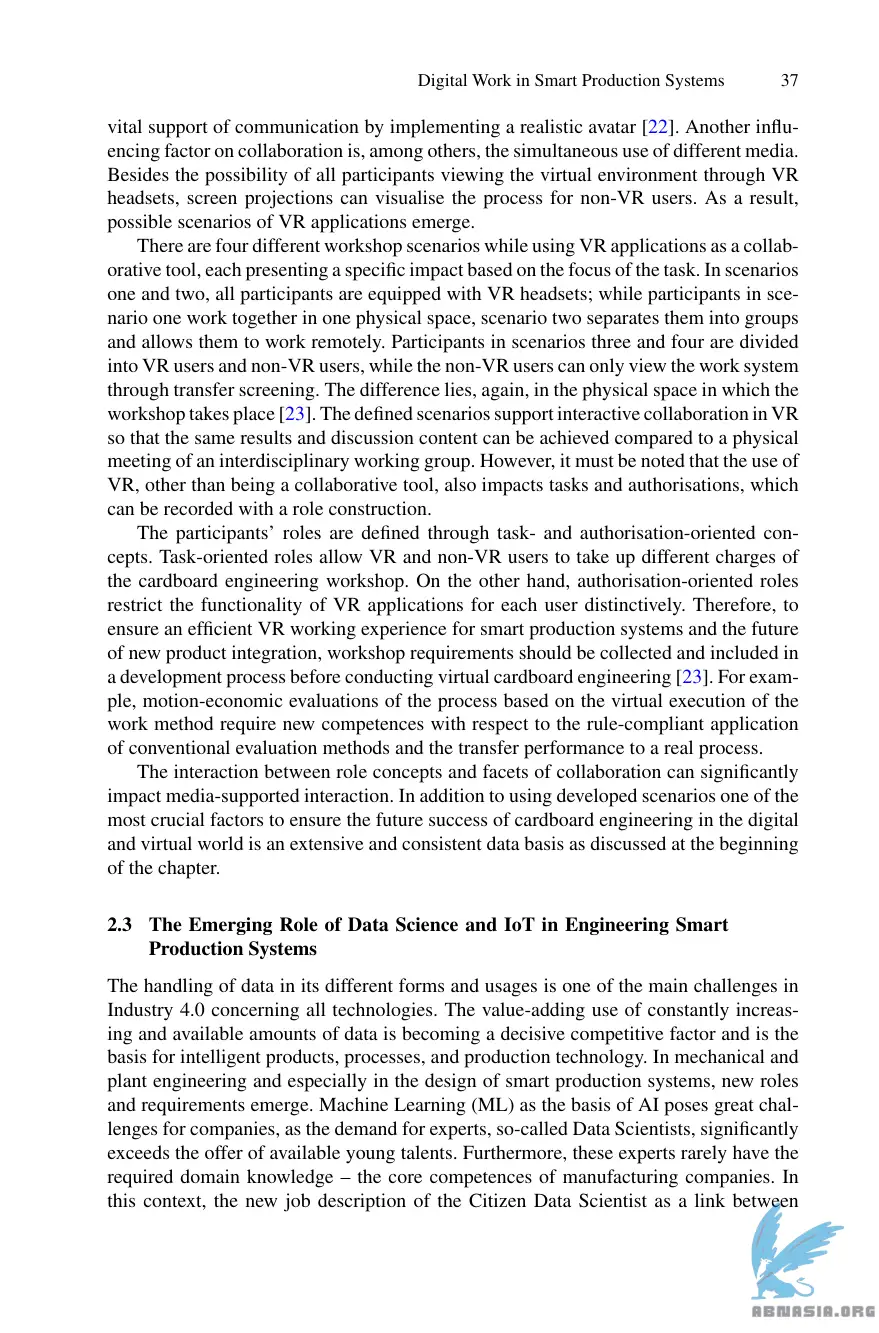 Digital Work in Smart Production Systems 37
vital support of communication by implementing a realistic avatar [22]. Another influ-
encing factor on collaboration is, among others, the simultaneous use of different media.
Besides the possibility of all participants viewing the virtual environment through VR
headsets, screen projections can visualise the process for non-VR users. As a result,
possible scenarios of VR applications emerge.
There are four different workshop scenarios while using VR applications as a collab-
orative tool, each presenting a specific impact based on the focus of the task. In scenarios
one and two, all participants are equipped with VR headsets; while participants in sce-
nario one work together in one physical space, scenario two separates them into groups
and allows them to work remotely. Participants in scenarios three and four are divided
into VR users and non-VR users, while the non-VR users can only view the work system
through transfer screening. The difference lies, again, in the physical space in which the
workshop takes place [23]. The defined scenarios support interactive collaboration in VR
so that the same results and discussion content can be achieved compared to a physical
meeting of an interdisciplinary working group. However, it must be noted that the use of
VR, other than being a collaborative tool, also impacts tasks and authorisations, which
can be recorded with a role construction.
The participants' roles are defined through task- and authorisation-oriented con-
cepts. Task-oriented roles allow VR and non-VR users to take up different charges of
the cardboard engineering workshop. On the other hand, authorisation-oriented roles
restrict the functionality of VR applications for each user distinctively. Therefore, to
ensure an efficient VR working experience for smart production systems and the future
of new product integration, workshop requirements should be collected and included in
a development process before conducting virtual cardboard engineering [23]. For exam-
ple, motion-economic evaluations of the process based on the virtual execution of the
work method require new competences with respect to the rule-compliant application
of conventional evaluation methods and the transfer performance to a real process.
The interaction between role concepts and facets of collaboration can significantly
impact media-supported interaction. In addition to using developed scenarios one of the
most crucial factors to ensure the future success of cardboard engineering in the digital
and virtual world is an extensive and consistent data basis as discussed at the beginning
of the chapter.
2.3 The Emerging Role of Data Science and IoT in Engineering Smart
Production Systems
The handling of data in its different forms and usages is one of the main challenges in
Industry 4.0 concerning all technologies. The value-adding use of constantly increas-
ing and available amounts of data is becoming a decisive competitive factor and is the
basis for intelligent products, processes, and production technology. In mechanical and
plant engineering and especially in the design of smart production systems, new roles
and requirements emerge. Machine Learning (ML) as the basis of AI poses great chal-
lenges for companies, as the demand for experts, so-called Data Scientists, significantly
exceeds the offer of available young talents. Furthermore, these experts rarely have the
required domain knowledge – the core competences of manufacturing companies. In
this context, the new job description of the Citizen Data Scientist as a link between
ABNASIA.ORG